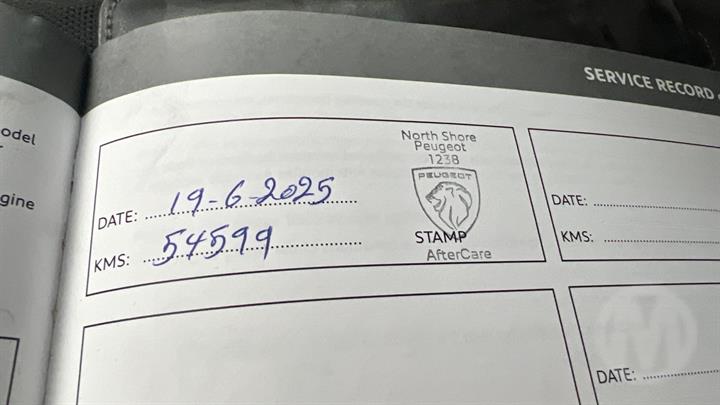 SERVICE RECORD
odel
gine
North Shore
Peugeot
1238
PEUGEOT
DATE: 19-6-2025
STAMP
KMS: 54599
AfterCare
DATE:
KMS:
DATE: